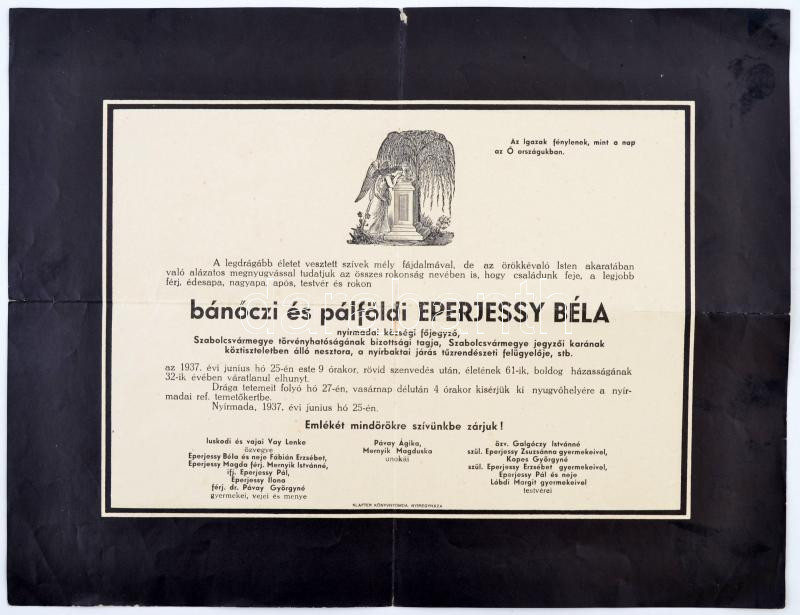 Az Igazak fénylenek, mint a nap
az Ő országukban.
A legdrágább életet vesztett szívek mély fájdalmával, de az örökkévaló Isten akaratában
való alázatos megnyugvással tudatjuk az összes rokonság nevében is, hogy családunk feje, a legjobb
férj, édesapa, nagyapa, após, testvér és rokon
bánóczi és pálföldi EPERJESSY BÉLA
nyírmadai községi főjegyző,
Szabolcsvármegye törvényhatóságának bizottsági tagja, Szabolcsvármegye jegyzői karának
köztiszteletben álló nesztora, a nyírbaktai járás tűzrendészeti felügyelője, stb.
az 1937. évi junius hó 25-én este 9 órakor, rövid szenvedés után, életének 61-ik, boldog házasságának
32-ik évében váratlanul elhunyt.
Drága tetemeit folyó hó 27-én, vasárnap délután 4 órakor kisérjük ki nyugvóhelyére a nyír-
madai ref. temetőkertbe.
Nyírmada, 1937. évi junius hó 25-én.
Emlékét mindörökre szívünkbe zárjuk!
luskodi és vajai Vay Lenke
özvegye
Eperjessy Béla és neje Fábián Erzsébet,
Eperjessy Magda férj. Mernyik Istvánné,
ifj. Eperjessy Pál,
Eperjessy Ilona
férj. dr. Pávay Györgyné
gyermekei, vejei és menye
Pávay Ágika,
Mernyik Magduska
unokái
özv. Galgóczy Istvánné
szül. Eperjessy Zsuzsánna gyermekeivel,
Kopes Györgyné
szül. Eperjessy Erzsébet gyermekeivel,
Eperjessy Pál és neje
Lábdi Margit gyermekeivel
testvérei
KLAFTER KÖNYVNYOMDA, NYIREGYHÁZA